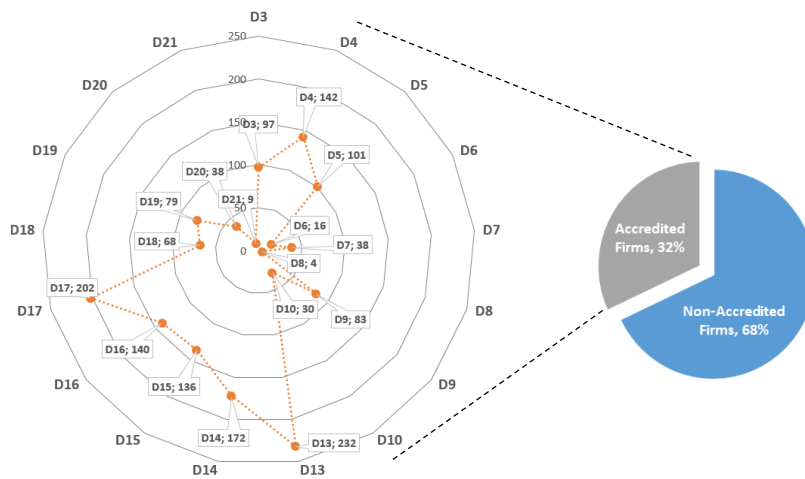 D3
D4
D5
D6
D7
D8
D9
D10
D13
D14
D15
D16
D17
D18
D19
D20
D21
250
200
150
100
50
0
D3; 97
D4; 142
D5; 101
D6; 16
D7; 38
D8; 4
D9; 83
D10; 30
D13; 232
D14;
172
D15;
136
D16;
140
D17; 202
D18; 68
D19; 79
D20; 38
D21; 9
Accredited
Firms, 32%
Non-Accredited
Firms, 68%